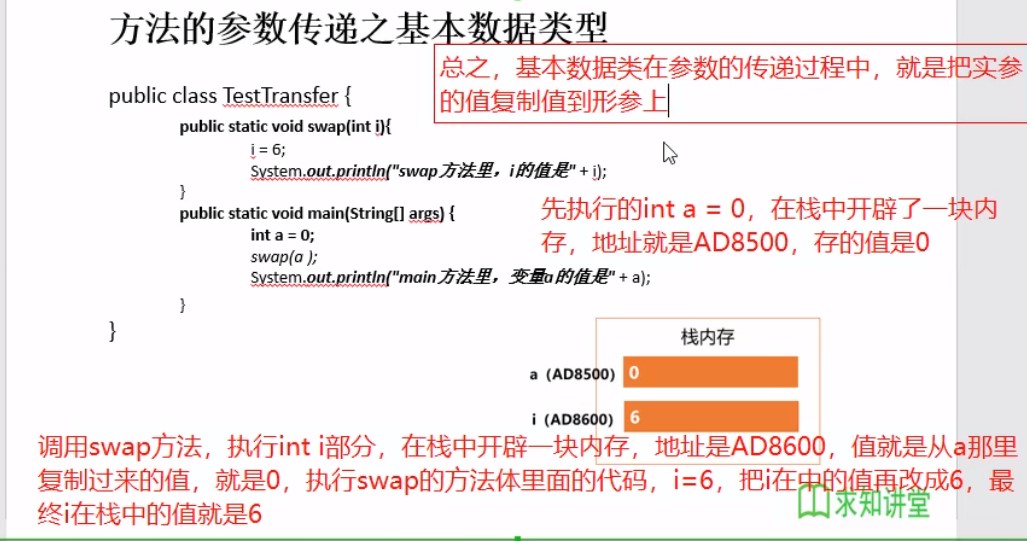 方法的参数传递之基本数据类型
总之，基本数据类在参数的传递过程中，就是把实参
的值复制值到形参上
public class TestTransfer {
public static void swap(int i){
i = 6;
System.out.println("swap方法里，i的值是" + i);
}
public static void main(String[] args) {
int a = 0;
swap(a );
System.out.println("main方法里，变量a的值是" + a);
}
}
先执行的int a = 0，在栈中开辟了一块内
存，地址就是AD8500，存的值是0
栈内存
a（AD8500） 0
i（AD8600） 6
调用swap方法，执行int i部分，在栈中开辟一块内存，地址是AD8600，值就是从a那里
复制过来的值，就是0，执行swap的方法体里面的代码，i=6，把i在中的值再改成6，最
终i在栈中的值就是6
求知讲堂